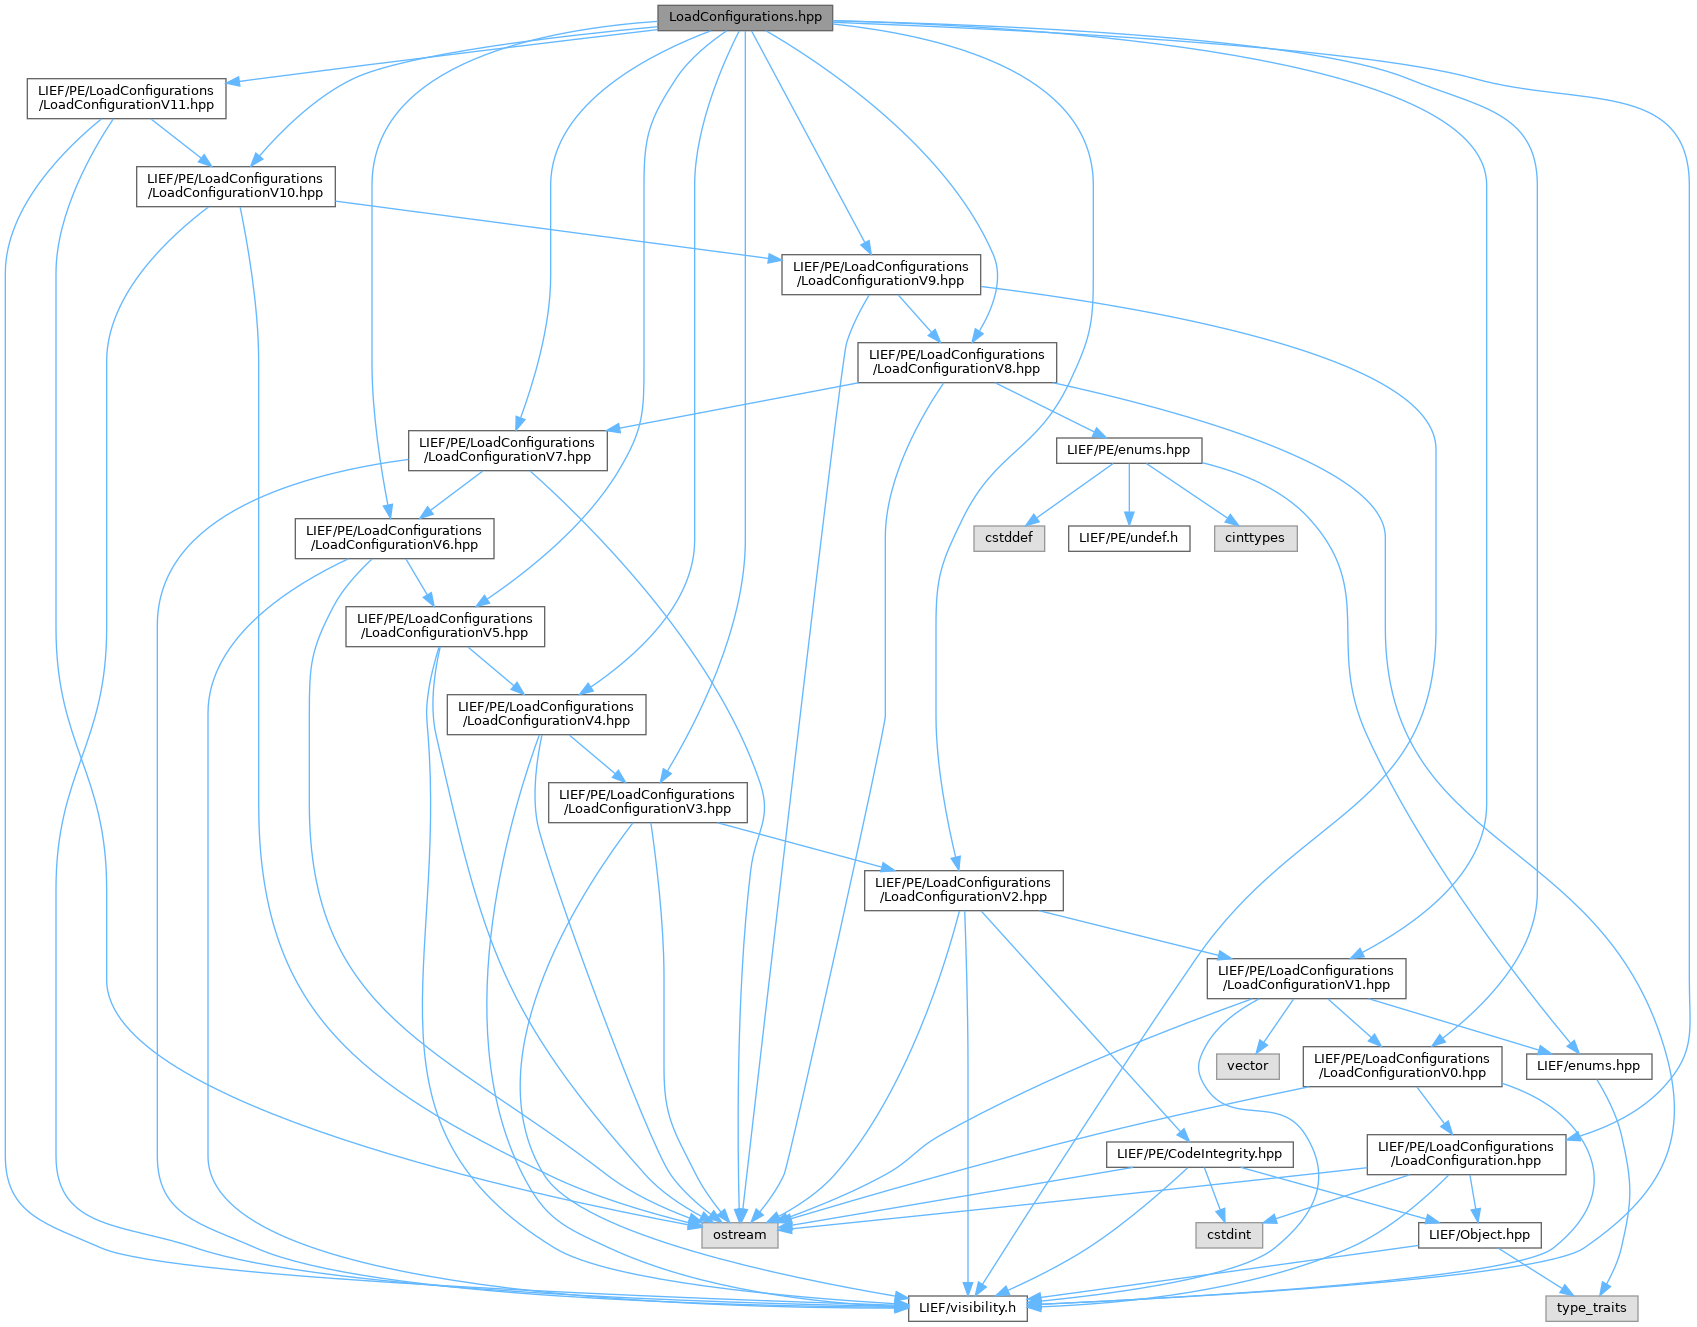 LoadConfigurations.hpp
LIEF/PE/LoadConfigurations
/LoadConfigurationV11.hpp
LIEF/PE/LoadConfigurations
/LoadConfigurationV10.hpp
LIEF/PE/LoadConfigurations
/LoadConfigurationV9.hpp
LIEF/PE/LoadConfigurations
/LoadConfigurationV8.hpp
LIEF/PE/LoadConfigurations
/LoadConfigurationV7.hpp
LIEF/PE/enums.hpp
LIEF/PE/LoadConfigurations
/LoadConfigurationV6.hpp
cstddef
LIEF/PE/undef.h
cinttypes
LIEF/PE/LoadConfigurations
/LoadConfigurationV5.hpp
LIEF/PE/LoadConfigurations
/LoadConfigurationV4.hpp
LIEF/PE/LoadConfigurations
/LoadConfigurationV3.hpp
LIEF/PE/LoadConfigurations
/LoadConfigurationV2.hpp
LIEF/PE/LoadConfigurations
/LoadConfigurationV1.hpp
vector
LIEF/PE/LoadConfigurations
/LoadConfigurationV0.hpp
LIEF/enums.hpp
LIEF/PE/CodeIntegrity.hpp
LIEF/PE/LoadConfigurations
/LoadConfiguration.hpp
ostream
cstdint
LIEF/Object.hpp
LIEF/visibility.h
type_traits